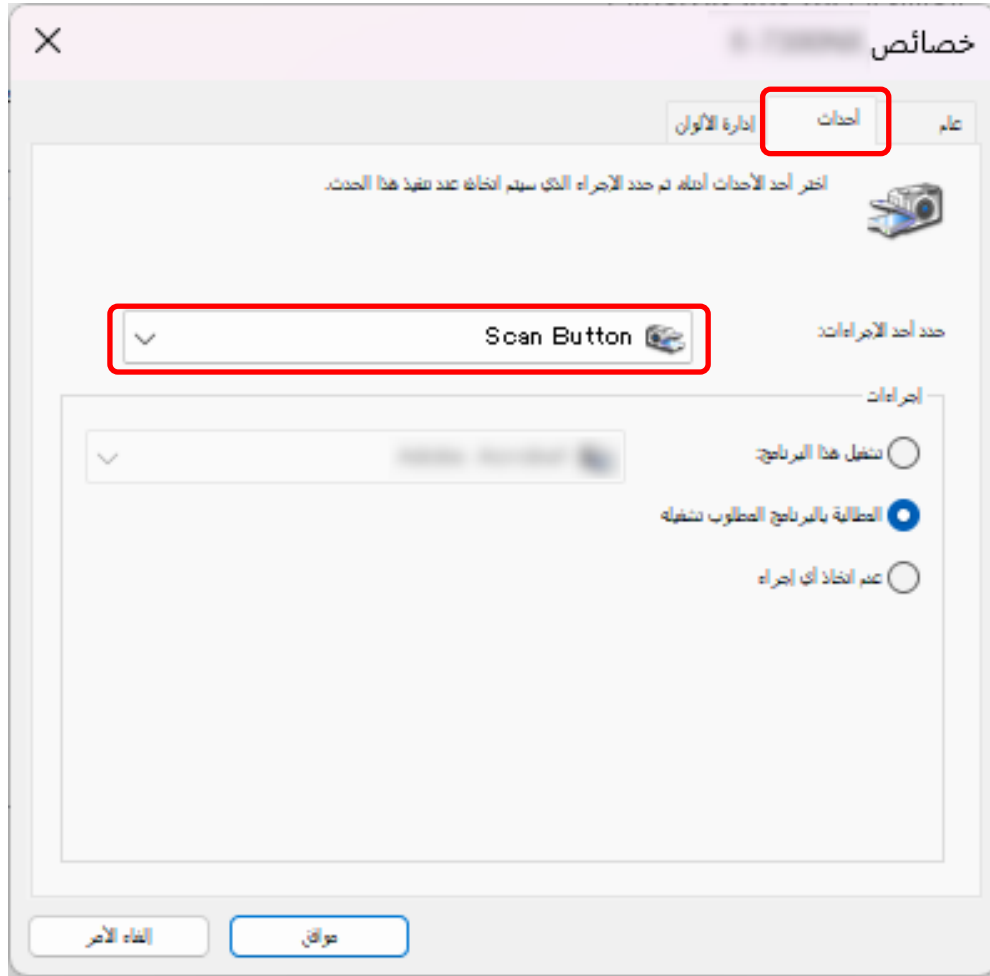 خصائص
عام
أحداث
إدارة الألوان
اختر أحد الأحداث أدناه، ثم حدد الإجراء الذي سيتم اتخاذه عند تنفيذ هذا الحدث.
حدد أحد الإجراءات:
Scan Button
إجراءات
تشغيل هذا البرنامج:
المطالبة بالبرنامج المطلوب تشغيله
عدم اتخاذ أي إجراء
موافق
إلغاء الأمر